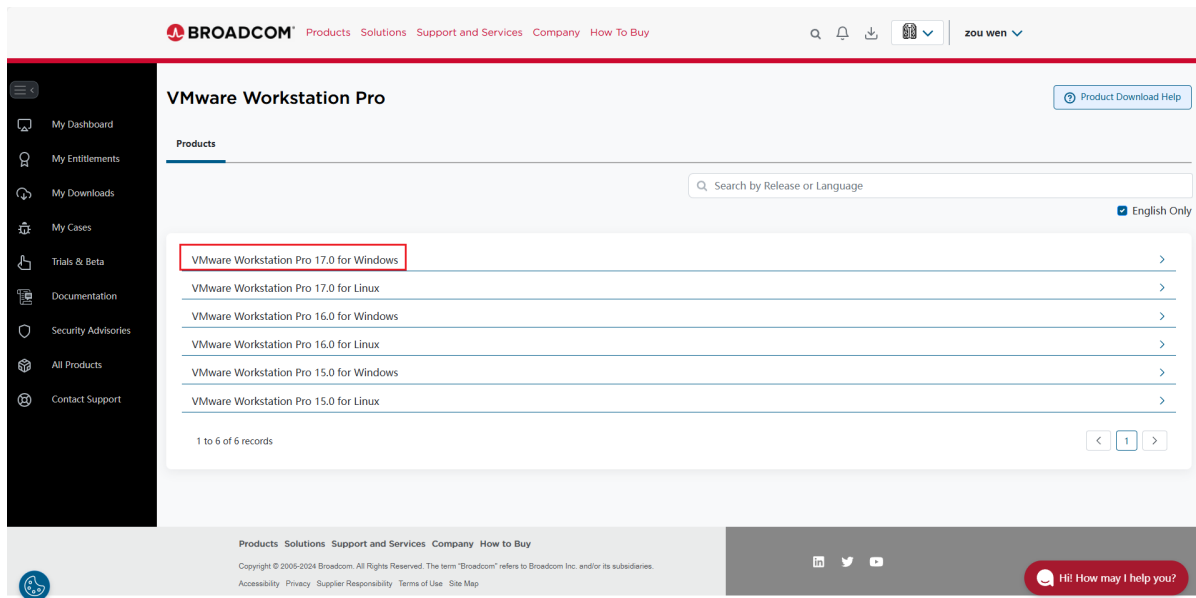 BROADCOM Products Solutions Support and Services Company How To Buy zou wen
VMware Workstation Pro
Product Download Help
My Dashboard
My Entitlements
My Downloads
My Cases
Trials & Beta
Documentation
Security Advisories
All Products
Contact Support
Products
Search by Release or Language
English Only
VMware Workstation Pro 17.0 for Windows
VMware Workstation Pro 17.0 for Linux
VMware Workstation Pro 16.0 for Windows
VMware Workstation Pro 16.0 for Linux
VMware Workstation Pro 15.0 for Windows
VMware Workstation Pro 15.0 for Linux
1 to 6 of 6 records
1
Products Solutions Support and Services Company How to Buy
Copyright © 2005-2024 Broadcom. All Rights Reserved. The term "Broadcom" refers to Broadcom Inc. and/or its subsidiaries.
Accessibility Privacy Supplier Responsibility Terms of Use Site Map
Hi! How may I help you?